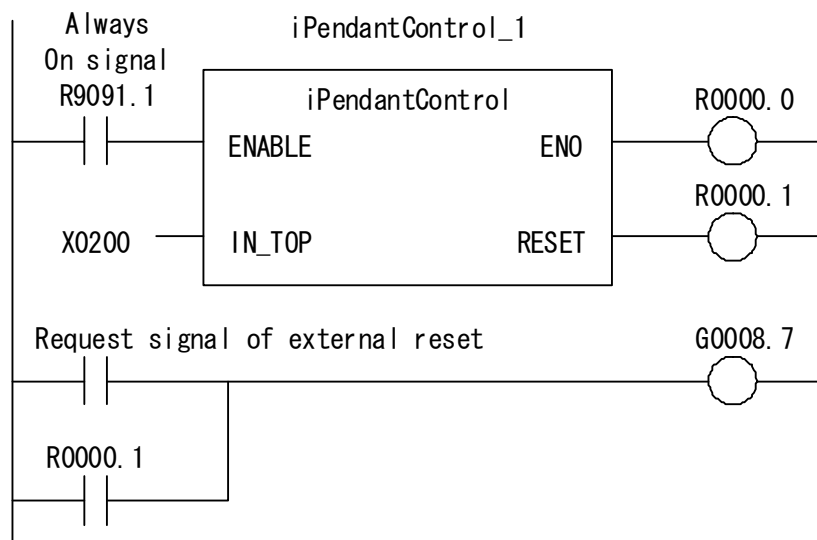 Always
On signal
R9091.1
iPendantControl_1
iPendantControl
ENABLE
ENO
R0000.0
X0200
IN_TOP
RESET
R0000.1
Request signal of external reset
G0008.7
R0000.1